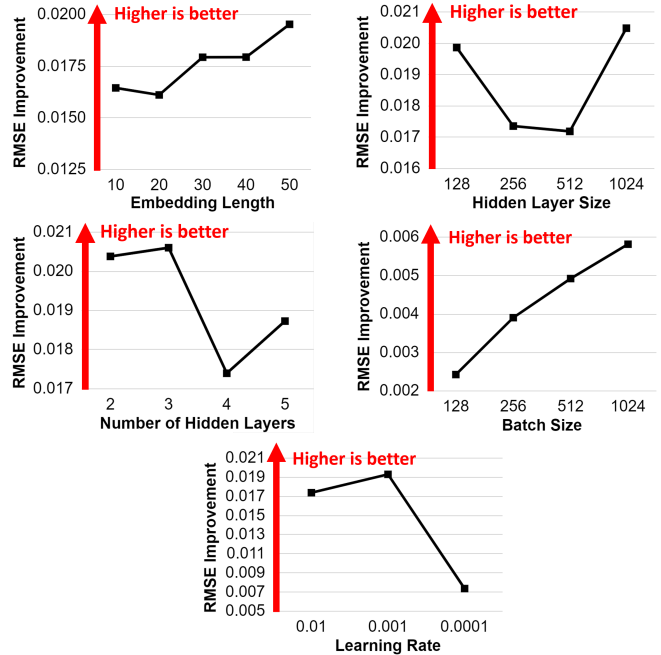 Higher is better
RMSE Improvement
0.0200
0.0175
0.0150
0.0125
10 20 30 40 50
Embedding Length
Higher is better
RMSE Improvement
0.021
0.020
0.019
0.018
0.017
0.016
128 256 512 1024
Hidden Layer Size
Higher is better
RMSE Improvement
0.021
0.020
0.019
0.018
0.017
2 3 4 5
Number of Hidden Layers
Higher is better
RMSE Improvement
0.006
0.005
0.004
0.003
0.002
128 256 512 1024
Batch Size
Higher is better
RMSE Improvement
0.021
0.019
0.017
0.015
0.013
0.011
0.009
0.007
0.005
0.01 0.001 0.0001
Learning Rate